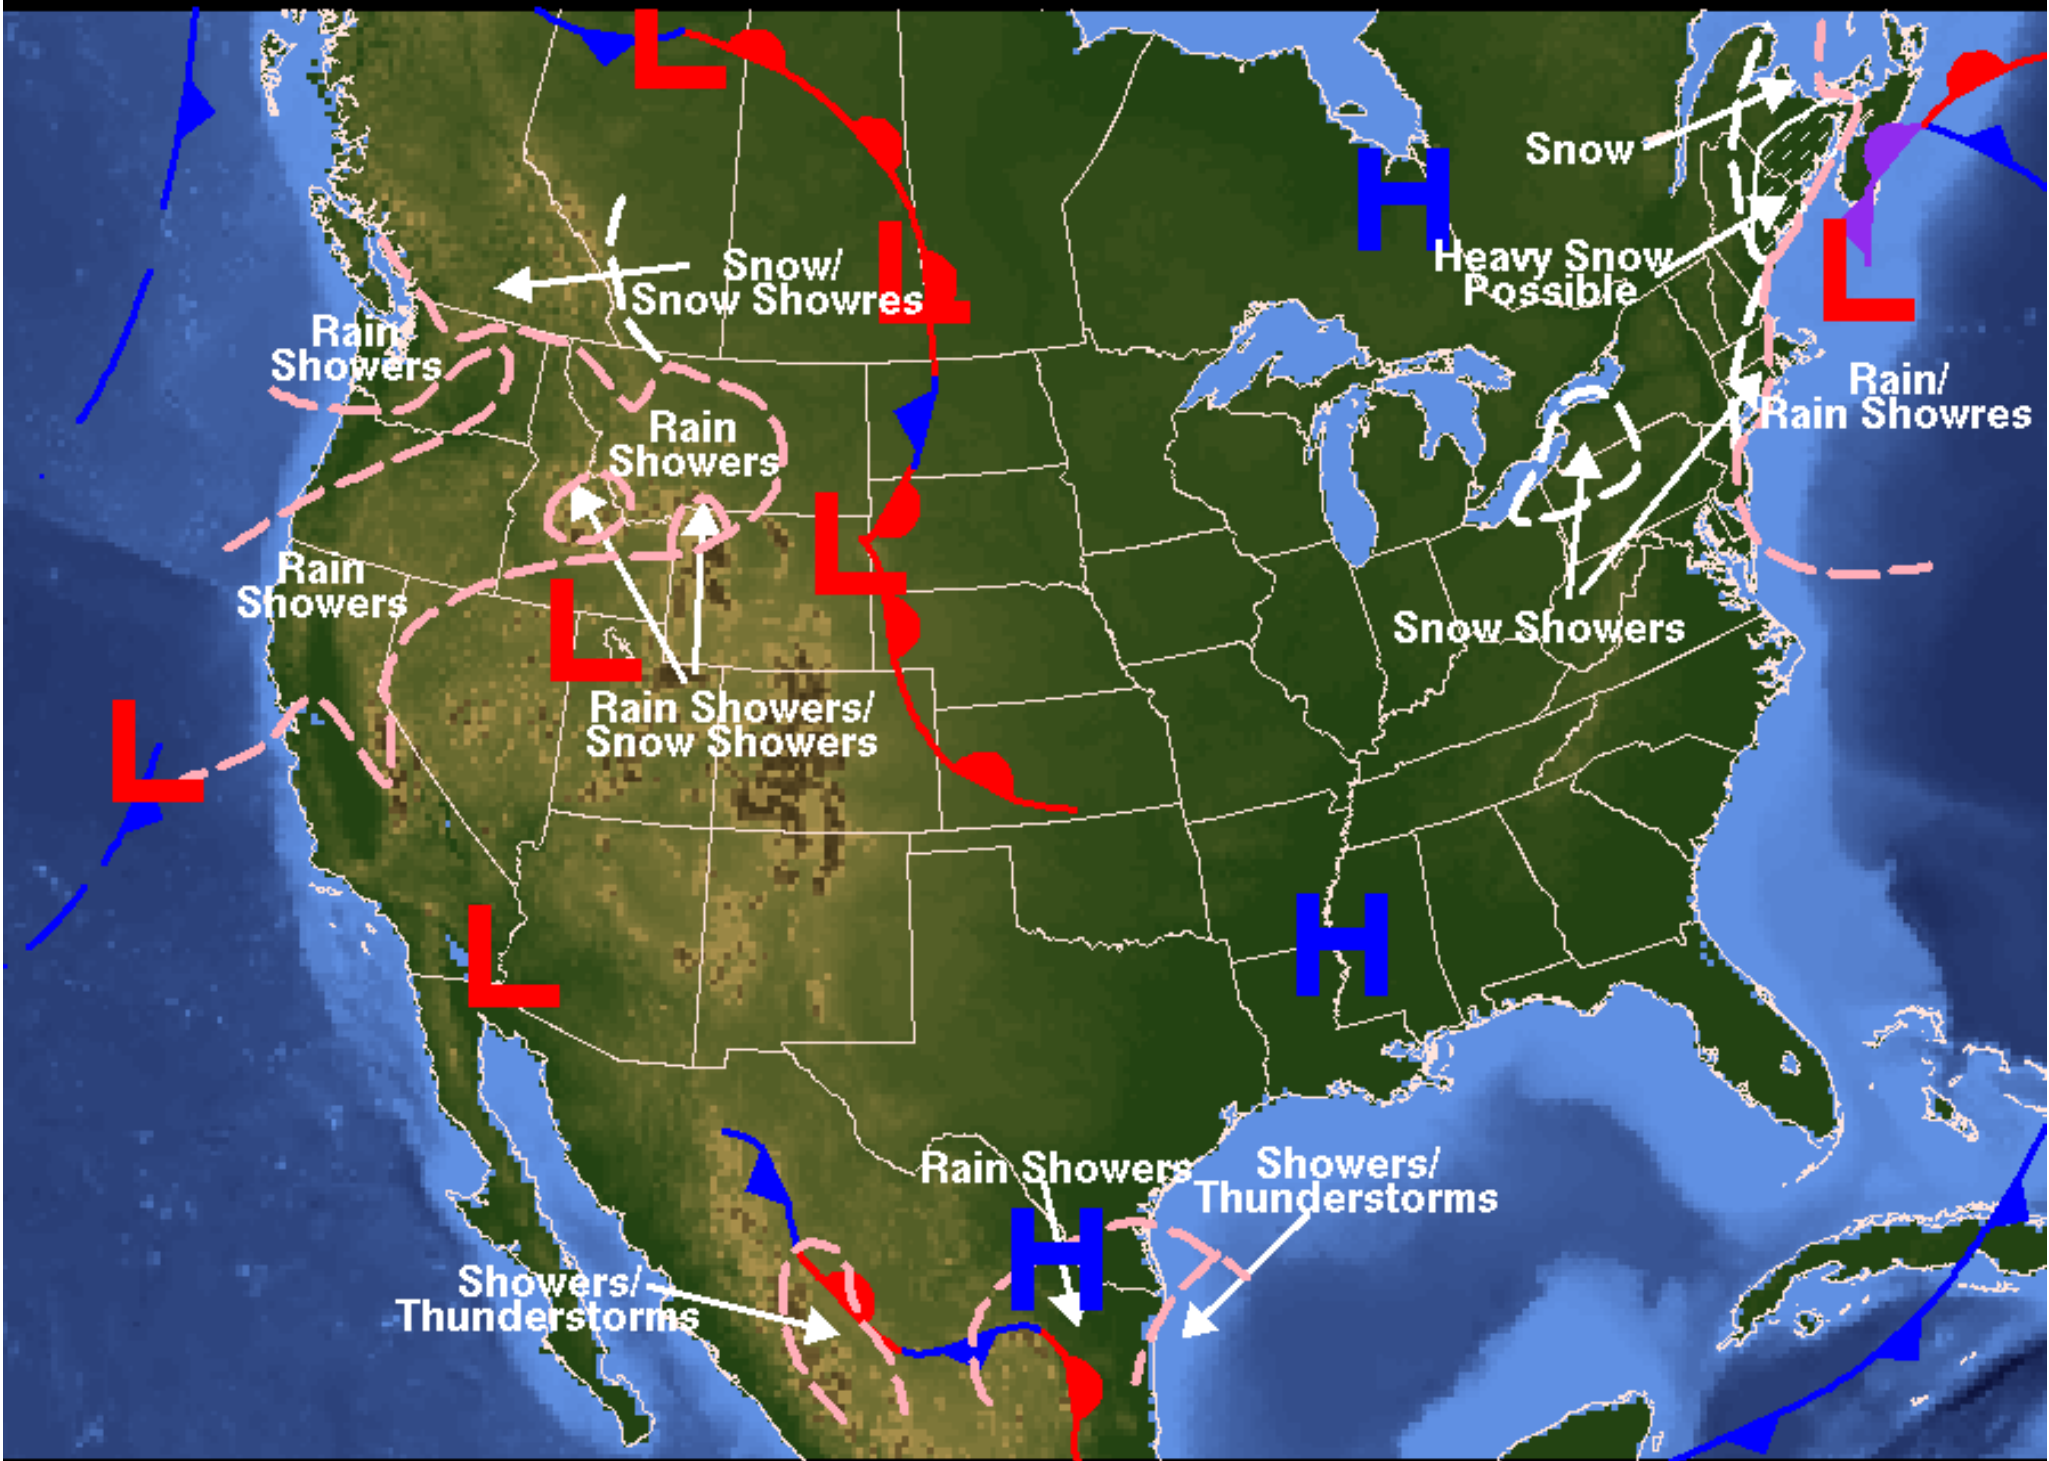 L
Snow
H
Heavy Snow
Possible
L
Snow/
Snow Showres
L
Rain
Showers
Rain/
Rain Showres
Rain
Showers
L
Rain
Showers
L
Snow Showers
L
Rain Showers/
Snow Showers
H
L
Rain Showers
Showers/
Thunderstorms
H
Showers/
Thunderstorms